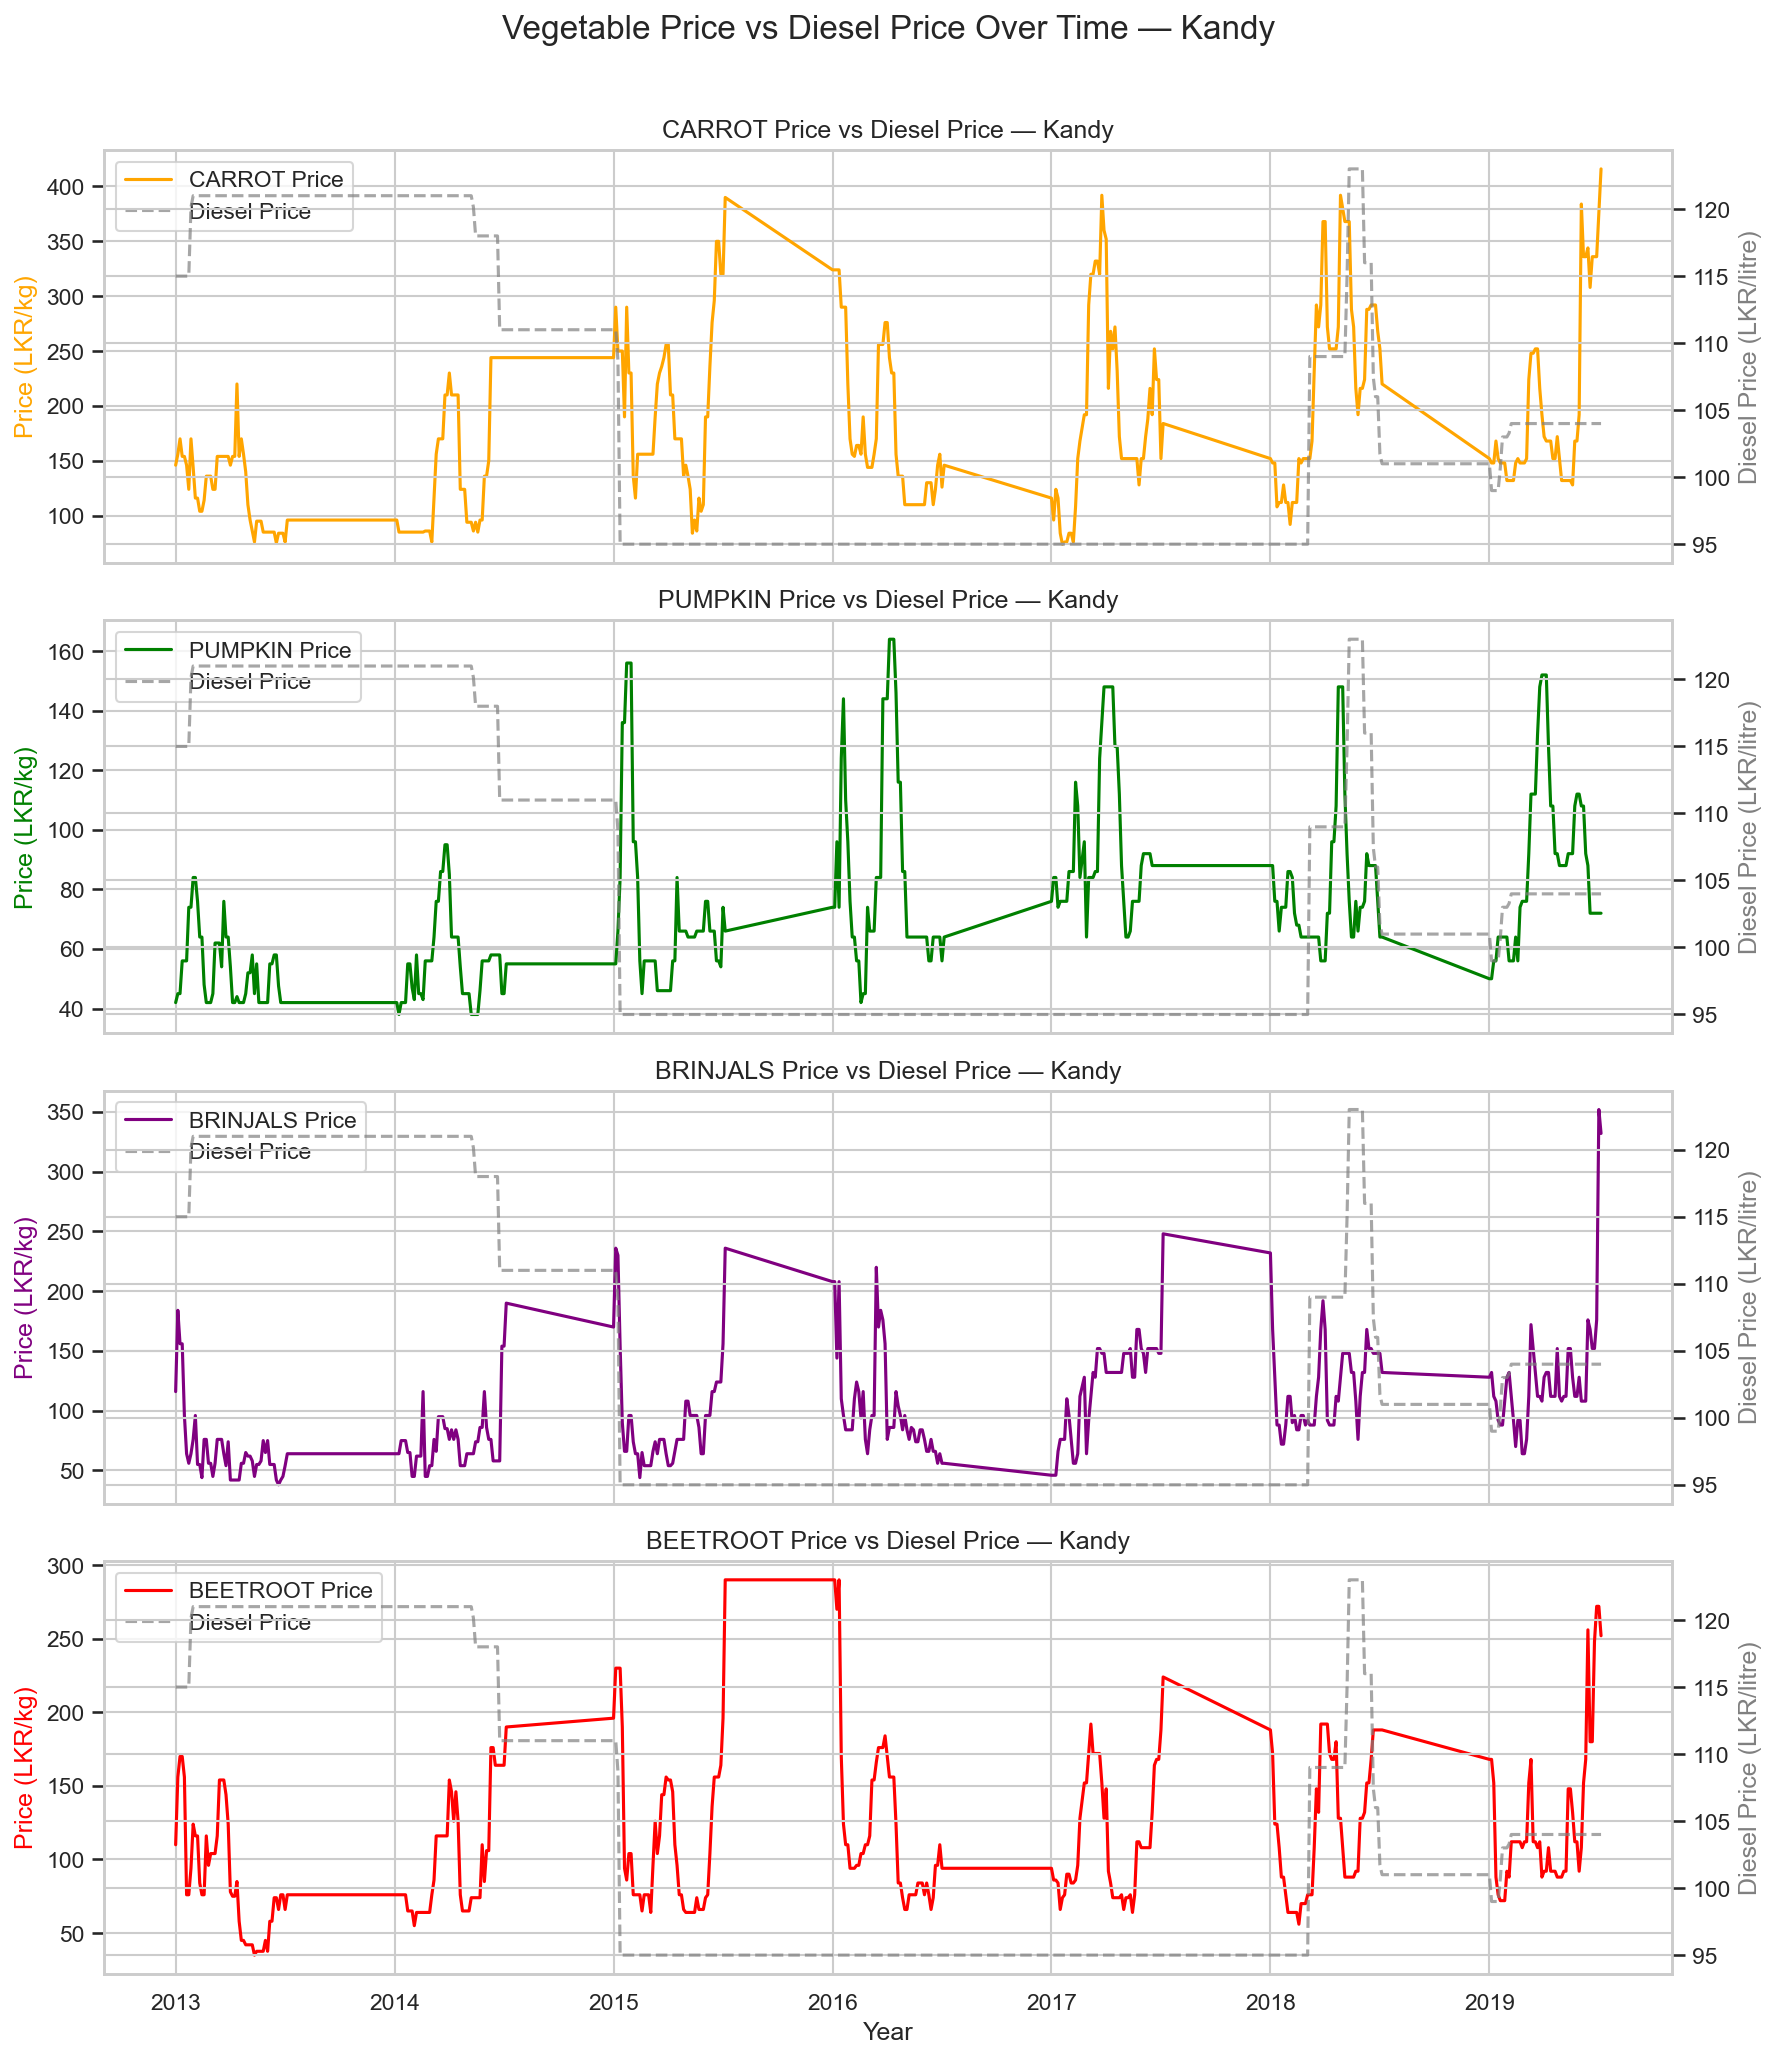 Vegetable Price vs Diesel Price Over Time — Kandy
CARROT Price vs Diesel Price — Kandy
CARROT Price
Diesel Price
400
350
300
250
200
150
100
Price (LKR/kg)
120
115
110
105
100
95
Diesel Price (LKR/litre)
PUMPKIN Price vs Diesel Price — Kandy
PUMPKIN Price
Diesel Price
160
140
120
100
80
60
40
Price (LKR/kg)
120
115
110
105
100
95
Diesel Price (LKR/litre)
BRINJALS Price vs Diesel Price — Kandy
BRINJALS Price
Diesel Price
350
300
250
200
150
100
50
Price (LKR/kg)
120
115
110
105
100
95
Diesel Price (LKR/litre)
BEETROOT Price vs Diesel Price — Kandy
BEETROOT Price
Diesel Price
300
250
200
150
100
50
Price (LKR/kg)
120
115
110
105
100
95
Diesel Price (LKR/litre)
2013 2014 2015 2016 2017 2018 2019
Year